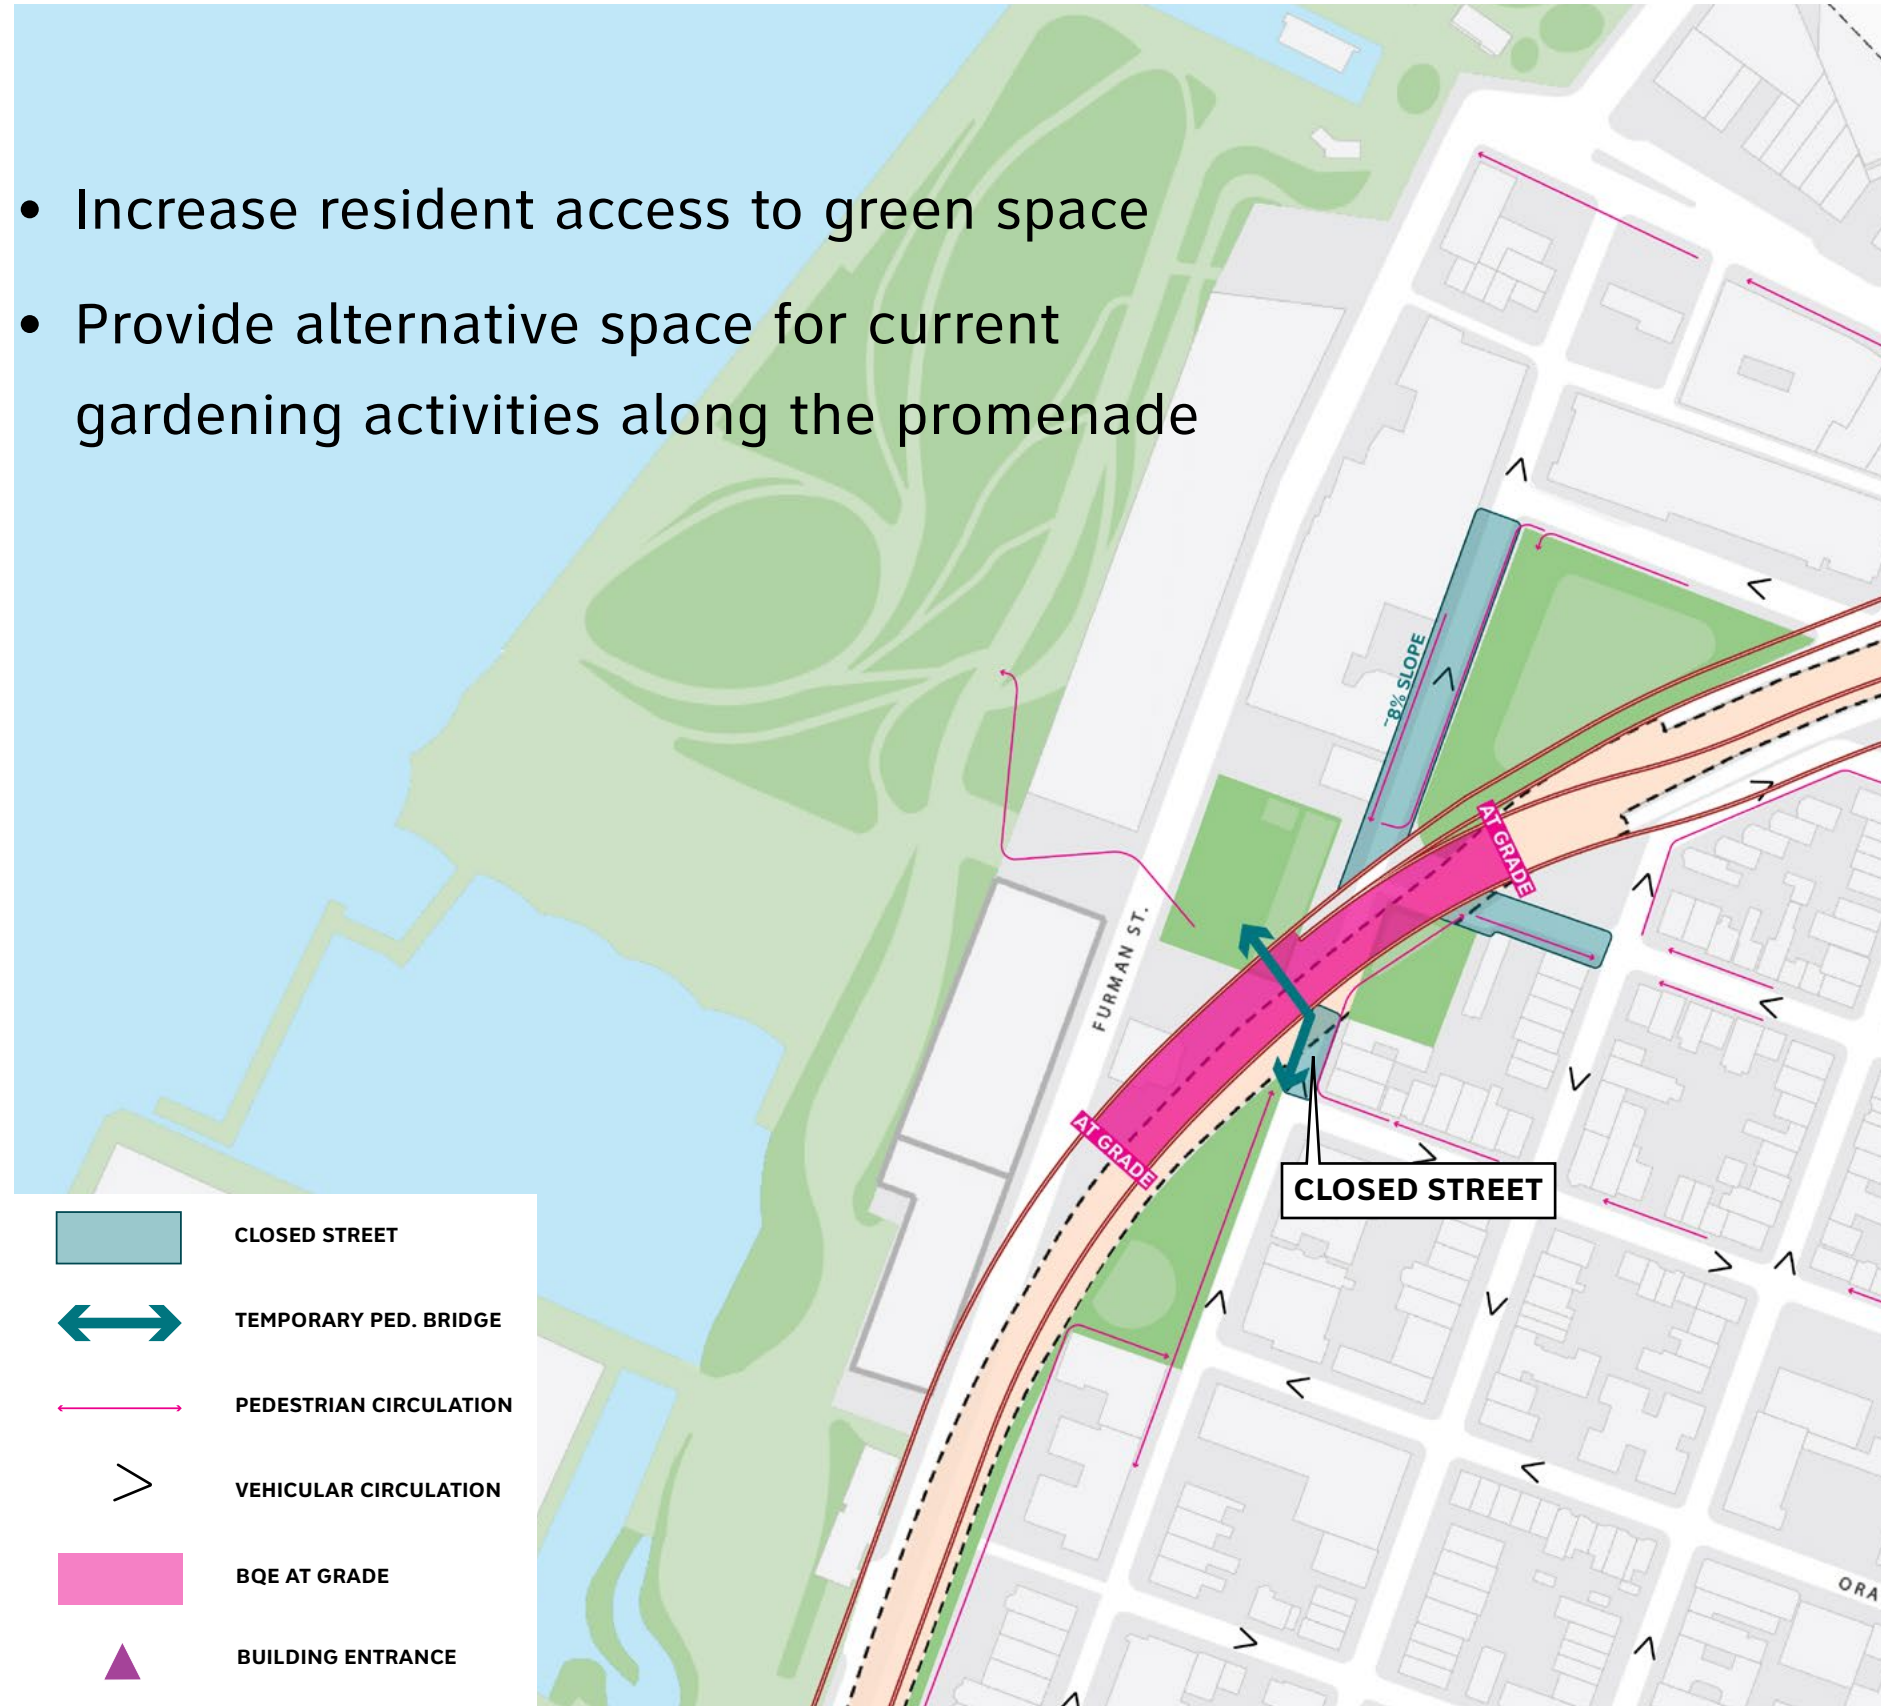 • Increase resident access to green space
• Provide alternative space for current
gardening activities along the promenade
~8% SLOPE
AT GRADE
FURMAN ST.
AT GRADE
CLOSED STREET
CLOSED STREET
TEMPORARY PED. BRIDGE
PEDESTRIAN CIRCULATION
VEHICULAR CIRCULATION
BQE AT GRADE
BUILDING ENTRANCE
ORA